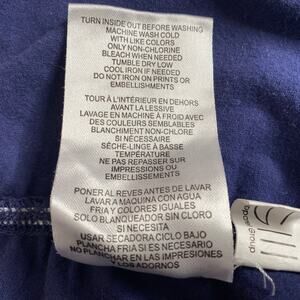 TURN INSIDE OUT BEFORE WASHING
MACHINE WASH COLD
WITH LIKE COLORS
ONLY NON-CHLORINE
BLEACH WHEN NEEDED
TUMBLE DRY LOW
COOL IRON IF NEEDED
DO NOT IRON ON PRINTS OR
EMBELLISHMENTS
TOUR À L'INTÉRIEUR EN DEHORS
AVANT LA LESSIVE
LAVAGE EN MACHINE À FROID AVEC
DES COULEURS SEMBLABLES
BLANCHIMENT NON-CHLORE
SI NÉCESSAIRE
SÈCHE-LINGE À BASSE
TEMPÉRATURE
NE PAS REPASSER SUR
IMPRESSIONS OU
EMBELLISSEMENTS
PONER AL REVES ANTES DE LAVAR
LAVAR A MAQUINA CON AGUA
FRIA Y COLORES IGUALES
SOLO BLANQUEADOR SIN CLORO
SI NECESITA
USAR SECADORA CICLO BAJO
PLANCHA FRIA SI ES NECESARIO
NO PLANCHAR EN LAS IMPRESIONES
Y LOS ADORNOS
group